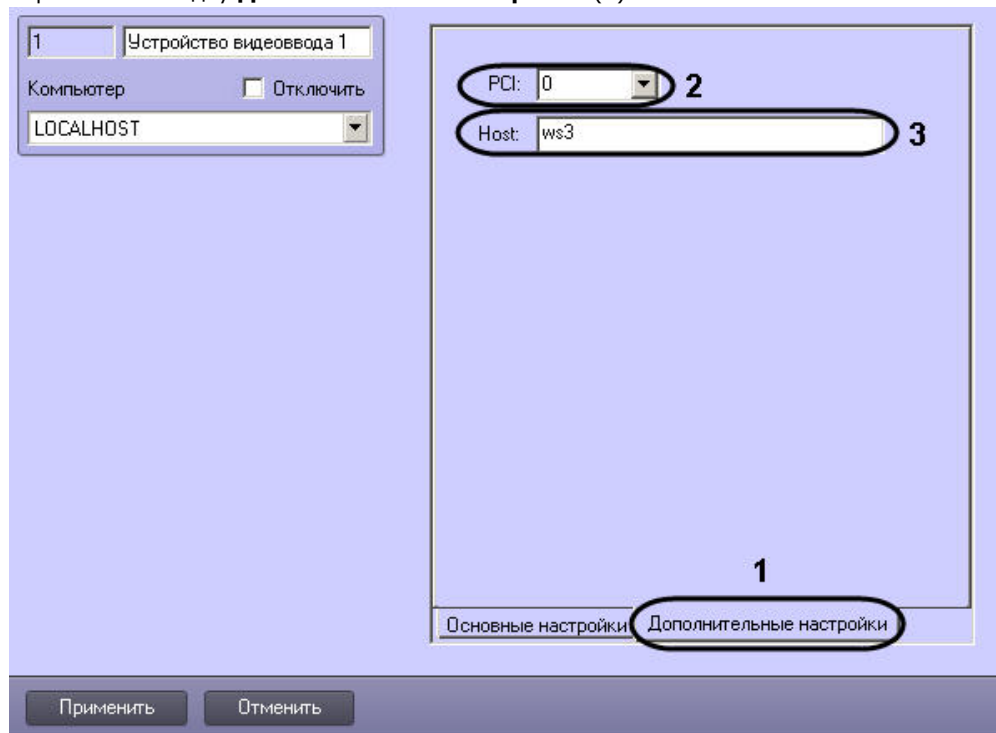 1 Устройство видеоввода 1
Компьютер Отключить
LOCALHOST
PCI: 0 2
Host: ws3 3
1
Основные настройки Дополнительные настройки
Применить Отменить